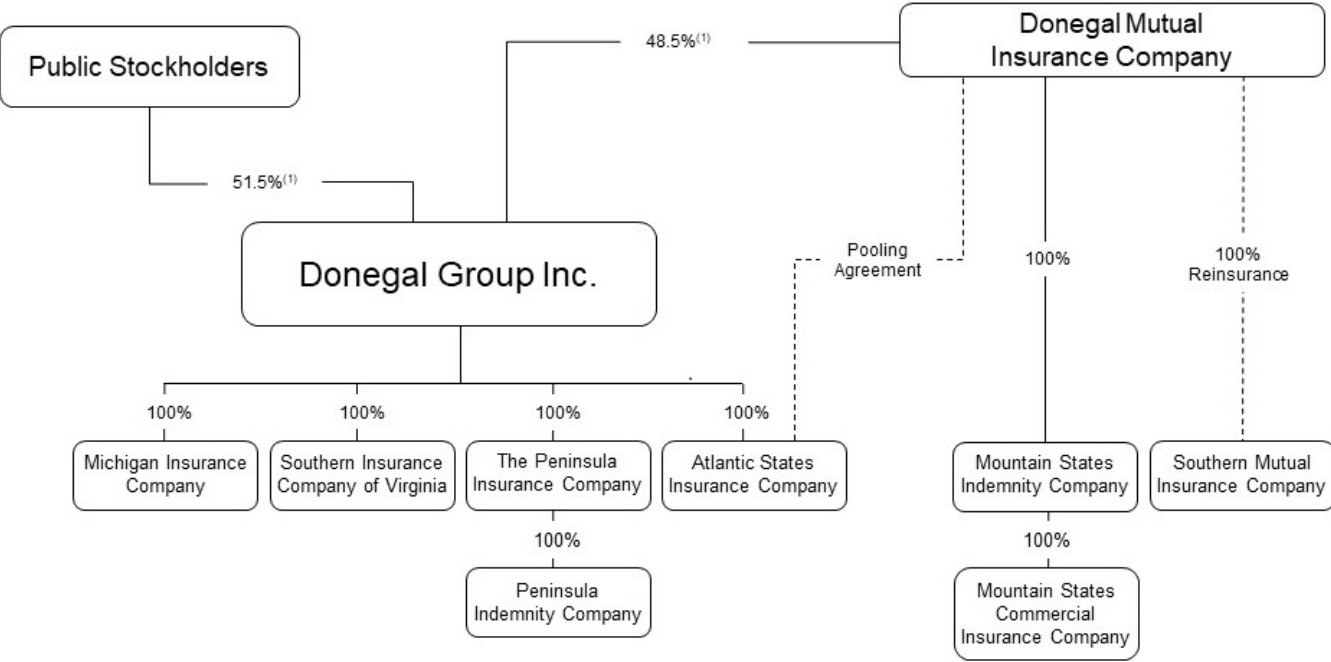 Donegal Mutual
Insurance Company
48.5%(1)
Public Stockholders
51.5%(1)
Donegal Group Inc.
Pooling
Agreement
100%
100%
Reinsurance
100%
100%
100%
100%
Michigan Insurance
Company
Southern Insurance
Company of Virginia
The Peninsula
Insurance Company
Atlantic States
Insurance Company
Mountain States
Indemnity Company
Southern Mutual
Insurance Company
100%
100%
Peninsula
Indemnity Company
Mountain States
Commercial
Insurance Company